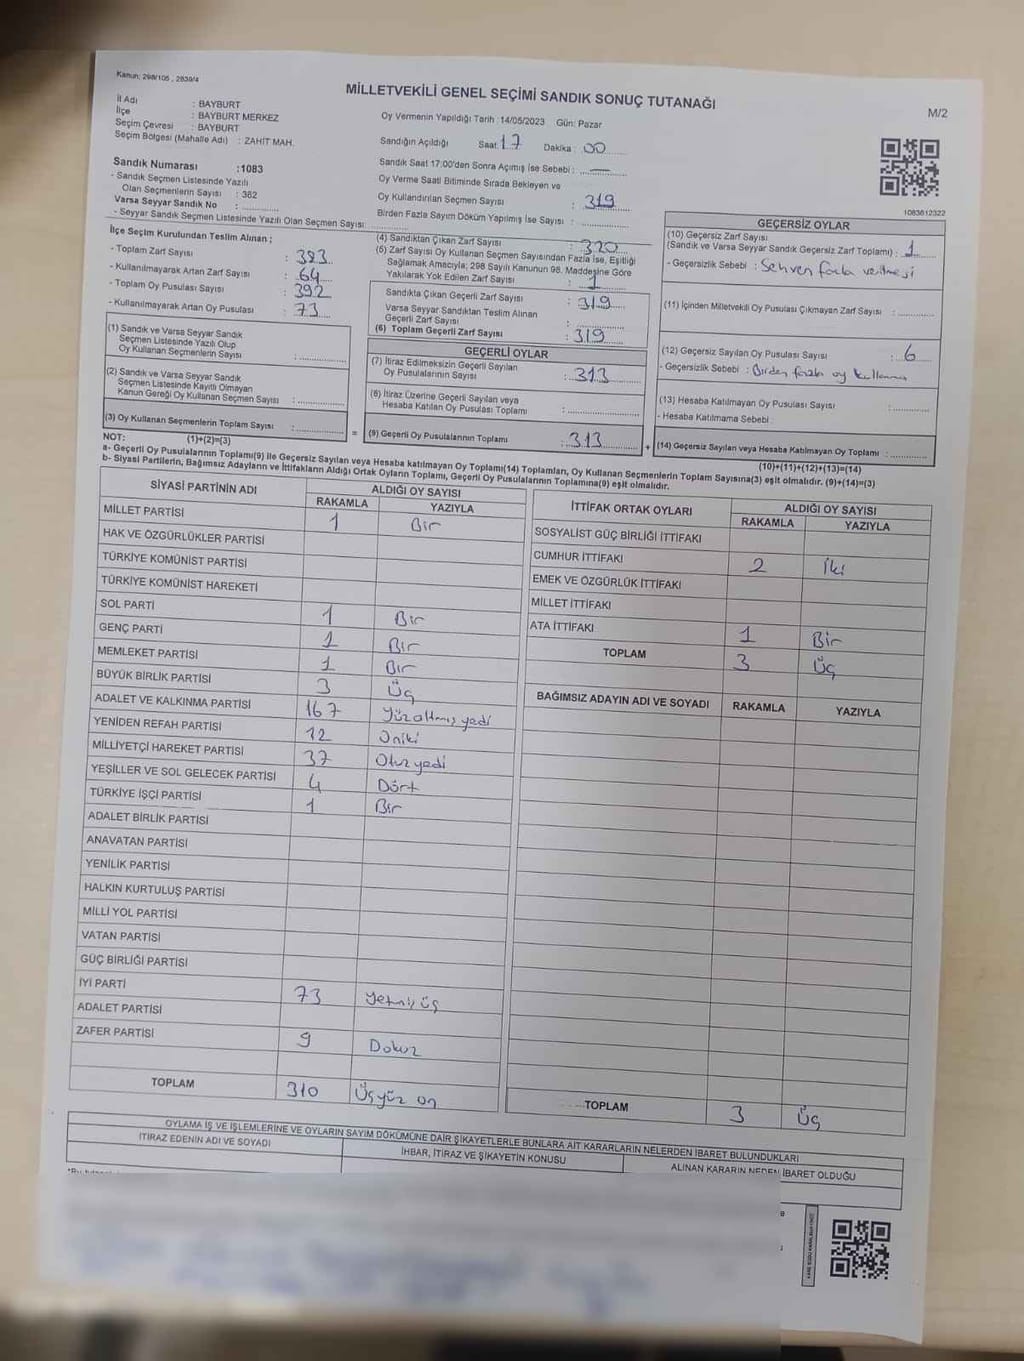 Kanun: 298/105 , 2839/4
MİLLETVEKİLİ GENEL SEÇİMİ SANDIK SONUÇ TUTANAĞI
M/2
İl Adı : BAYBURT
İlçe : BAYBURT MERKEZ
Seçim Çevresi : BAYBURT
Seçim Bölgesi (Mahalle Adı) : ZAHİT MAH.
Sandık Numarası :1083
- Sandık Seçmen Listesinde Yazılı
Olan Seçmenlerin Sayısı : 362
Varsa Seyyar Sandık No :
- Seyyar Sandık Seçmen Listesinde Yazılı Olan Seçmen Sayısı:
İlçe Seçim Kurulundan Teslim Alınan ;
- Toplam Zarf Sayısı : 383
- Kullanılmayarak Artan Zarf Sayısı : 64
- Toplam Oy Pusulası Sayısı : 392
- Kullanılmayarak Artan Oy Pusulası : 73
(1) Sandık ve Varsa Seyyar Sandık
Seçmen Listesinde Yazılı Olup
Oy Kullanan Seçmenlerin Sayısı :
(2) Sandık ve Varsa Seyyar Sandık
Seçmen Listesinde Kayıtlı Olmayan
Kanun Gereği Oy Kullanan Seçmen Sayısı :
(3) Oy Kullanan Seçmenlerin Toplam Sayısı :
(1)+(2)=(3)
Oy Vermenin Yapıldığı Tarih :14/05/2023 Gün: Pazar
Sandığın Açıldığı Saat: 17 Dakika : 00
Sandık Saat 17:00'den Sonra Açımış İse Sebebi : —
Oy Verme Saati Bitiminde Sırada Bekleyen ve
Oy Kullandırılan Seçmen Sayısı : 319
Birden Fazla Sayım Döküm Yapılmış İse Sayısı :
(4) Sandıktan Çıkan Zarf Sayısı : 320
(5) Zarf Sayısı Oy Kullanan Seçmen Sayısından Fazla İse, Eşitliği
Sağlamak Amacıyla; 298 Sayılı Kanunun 98. Maddesine Göre
Yakılarak Yok Edilen Zarf Sayısı : 1
Sandıkta Çıkan Geçerli Zarf Sayısı : 319
Varsa Seyyar Sandıktan Teslim Alınan
Geçerli Zarf Sayısı :
(6) Toplam Geçerli Zarf Sayısı : 319
GEÇERLİ OYLAR
(7) İtiraz Edilmeksizin Geçerli Sayılan
Oy Pusulalarının Sayısı : 313
(8) İtiraz Üzerine Geçerli Sayılan veya
Hesaba Katılan Oy Pusulası Toplamı :
= (9) Geçerli Oy Pusulalarının Toplamı : 313 +
1083612322
GEÇERSİZ OYLAR
(10) Geçersiz Zarf Sayısı
(Sandık ve Varsa Seyyar Sandık Geçersiz Zarf Toplamı) : 1
- Geçersizlik Sebebi : Sehven fazla verilmesi
(11) İçinden Milletvekili Oy Pusulası Çıkmayan Zarf Sayısı :
(12) Geçersiz Sayılan Oy Pusulası Sayısı : 6
- Geçersizlik Sebebi : Birden fazla oy kullanma
(13) Hesaba Katılmayan Oy Pusulası Sayısı :
- Hesaba Katılmama Sebebi :
(14) Geçersiz Sayılan veya Hesaba Katılmayan Oy Toplamı :
(10)+(11)+(12)+(13)=(14)
NOT:
a- Geçerli Oy Pusulalarının Toplamı(9) ile Geçersiz Sayılan veya Hesaba katılmayan Oy Toplamı(14) Toplamları, Oy Kullanan Seçmenlerin Toplam Sayısına(3) eşit olmalıdır. (9)+(14)=(3)
b- Siyasi Partilerin, Bağımsız Adayların ve İttifakların Aldığı Ortak Oyların Toplamı, Geçerli Oy Pusulalarının Toplamına(9) eşit olmalıdır.
SİYASİ PARTİNİN ADI ALDIĞI OY SAYISI
RAKAMLA YAZIYLA
MİLLET PARTİSİ 1 Bir
HAK VE ÖZGÜRLÜKLER PARTİSİ
TÜRKİYE KOMÜNİST PARTİSİ
TÜRKİYE KOMÜNİST HAREKETİ
SOL PARTİ 1 Bir
GENÇ PARTİ 1 Bir
MEMLEKET PARTİSİ 1 Bir
BÜYÜK BİRLİK PARTİSİ 3 Üç
ADALET VE KALKINMA PARTİSİ 167 Yüzaltmış yedi
YENİDEN REFAH PARTİSİ 12 Oniki
MİLLİYETÇİ HAREKET PARTİSİ 37 Otuz yedi
YEŞİLLER VE SOL GELECEK PARTİSİ 4 Dört
TÜRKİYE İŞÇİ PARTİSİ 1 Bir
ADALET BİRLİK PARTİSİ
ANAVATAN PARTİSİ
YENİLİK PARTİSİ
HALKIN KURTULUŞ PARTİSİ
MİLLİ YOL PARTİSİ
VATAN PARTİSİ
GÜÇ BİRLİĞİ PARTİSİ
İYİ PARTİ 73 Yetmiş üç
ADALET PARTİSİ
ZAFER PARTİSİ 9 Dokuz
TOPLAM 310 Üçyüz on
İTTİFAK ORTAK OYLARI ALDIĞI OY SAYISI
RAKAMLA YAZIYLA
SOSYALİST GÜÇ BİRLİĞİ İTTİFAKI
CUMHUR İTTİFAKI 2 İki
EMEK VE ÖZGÜRLÜK İTTİFAKI
MİLLET İTTİFAKI
ATA İTTİFAKI 1 Bir
TOPLAM 3 Üç
BAĞIMSIZ ADAYIN ADI VE SOYADI RAKAMLA YAZIYLA
TOPLAM 3 Üç
OYLAMA İŞ VE İŞLEMLERİNE VE OYLARIN SAYIM DÖKÜMÜNE DAİR ŞİKAYETLERLE BUNLARA AİT KARARLARIN NELERDEN İBARET BULUNDUKLARI
İTİRAZ EDENİN ADI VE SOYADI İHBAR, İTİRAZ VE ŞİKAYETİN KONUSU ALINAN KARARIN NEDEN İBARET OLDUĞU